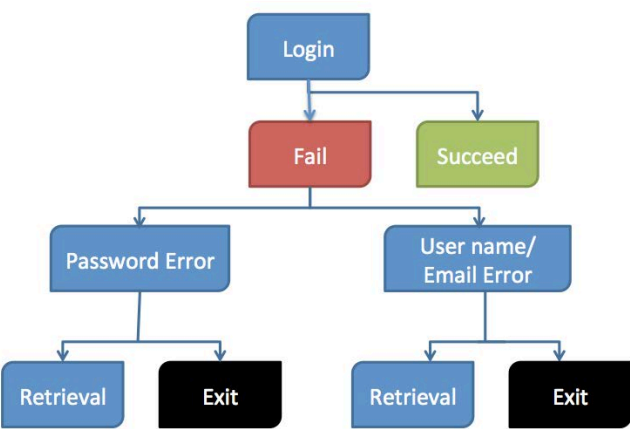 Login
Fail
Succeed
Password Error
User name/
Email Error
Retrieval
Exit
Retrieval
Exit